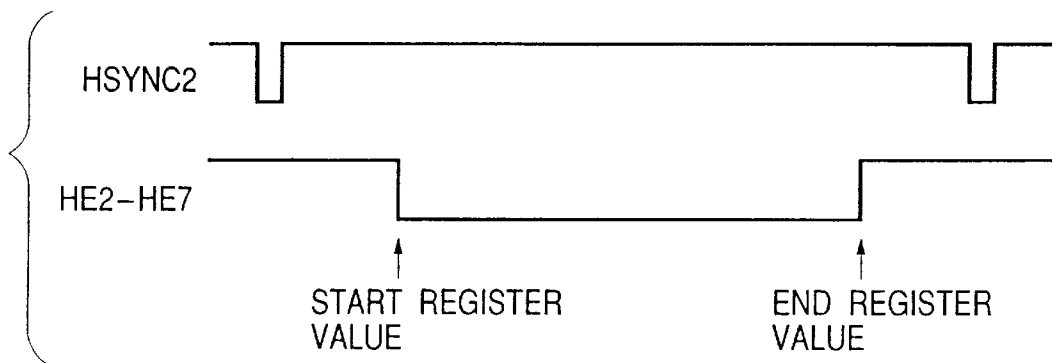 HSYNC2
HE2-HE7
START REGISTER
VALUE
END REGISTER
VALUE